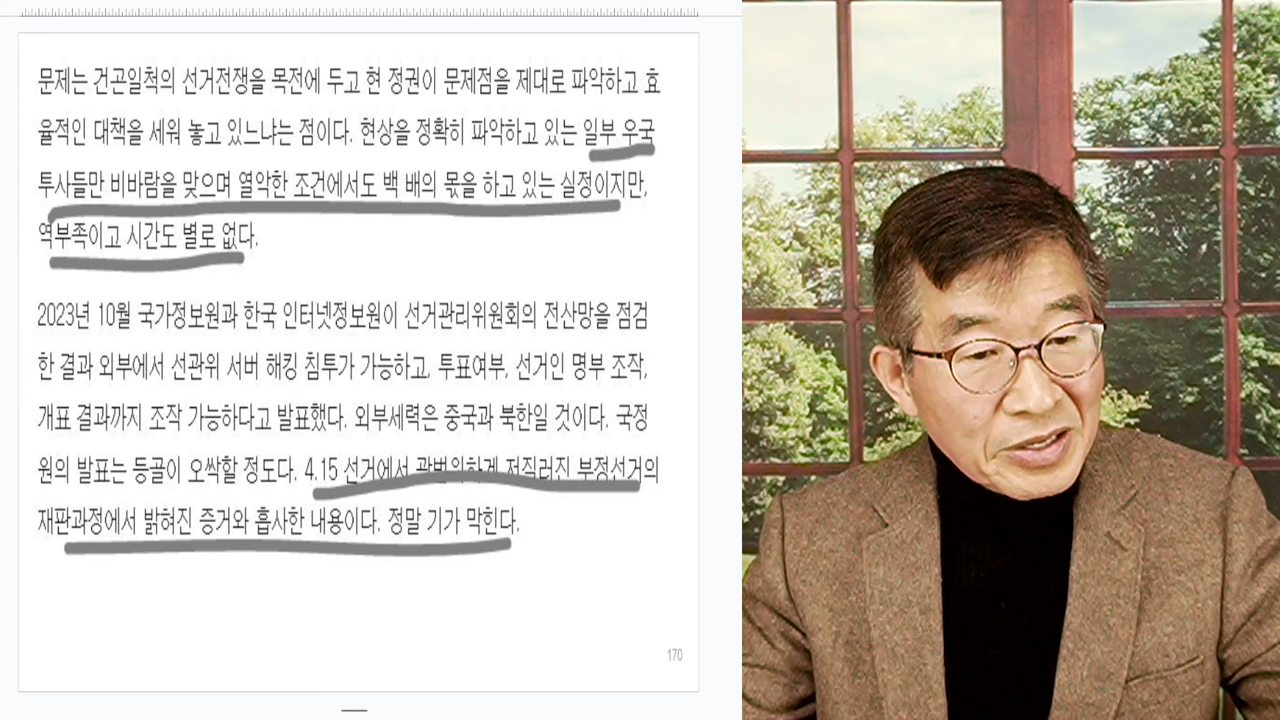 문제는 건곤일척의 선거전쟁을 목전에 두고 현 정권이 문제점을 제대로 파악하고 효
율적인 대책을 세워 놓고 있느냐는 점이다. 현상을 정확히 파악하고 있는 일부 우국
투사들만 비바람을 맞으며 열악한 조건에서도 백 배의 몫을 하고 있는 실정이지만,
역부족이고 시간도 별로 없다.
2023년 10월 국가정보원과 한국 인터넷정보원이 선거관리위원회의 전산망을 점검
한 결과 외부에서 선관위 서버 해킹 침투가 가능하고, 투표여부, 선거인 명부 조작,
개표 결과까지 조작 가능하다고 발표했다. 외부세력은 중국과 북한일 것이다. 국정
원의 발표는 등골이 오싹할 정도다. 4.15 선거에서 광범위하게 저질러진 부정선거의
재판과정에서 밝혀진 증거와 흡사한 내용이다. 정말 기가 막힌다.
170